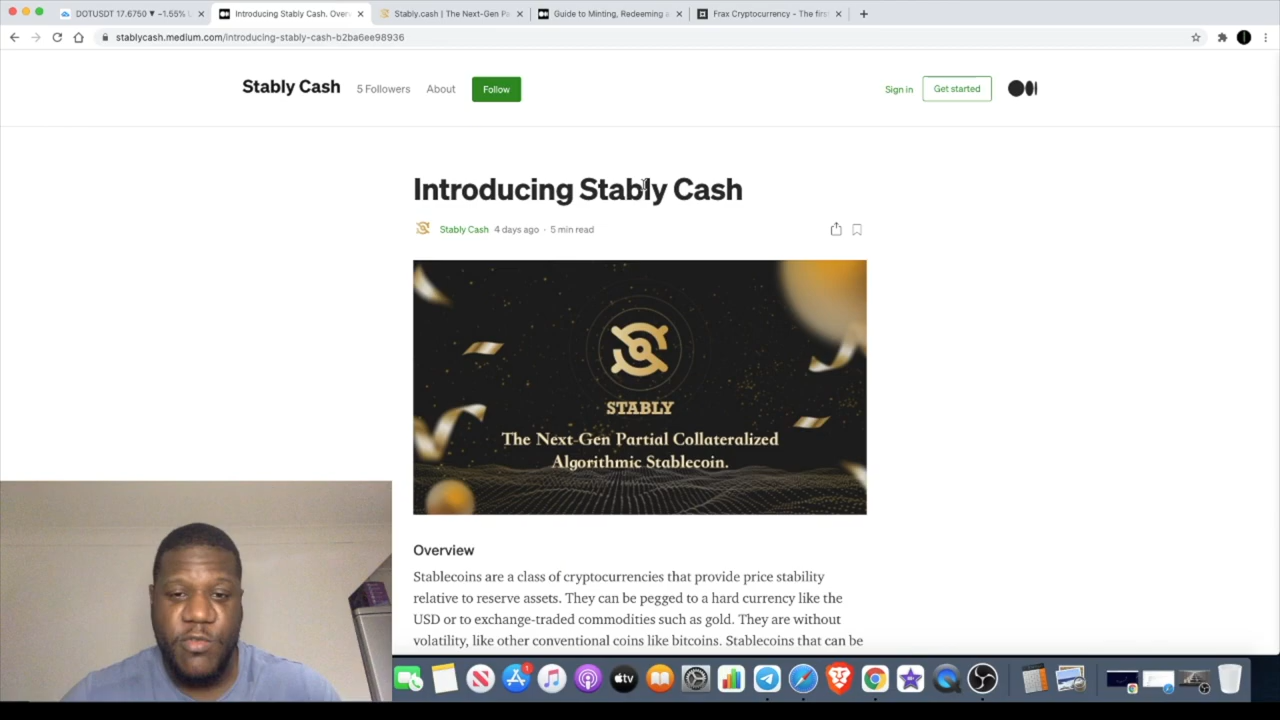 DOTUSDT 17.6750 ▼ −1.55%
Introducing Stably Cash. Over
Stably.cash | The Next-Gen Pa
Guide to Minting, Redeeming a
Frax Cryptocurrency - The firs
stablycash.medium.com/introducing-stably-cash-b2ba6ee98936
Stably Cash
5 Followers
About
Follow
Sign in
Get started
Introducing Stably Cash
Stably Cash 4 days ago · 5 min read
STABLY
The Next-Gen Partial Collateralized
Algorithmic Stablecoin.
Overview
Stablecoins are a class of cryptocurrencies that provide price stability
relative to reserve assets. They can be pegged to a hard currency like the
USD or to exchange-traded commodities such as gold. They are without
volatility, like other conventional coins like bitcoins. Stablecoins that can be
1
tv